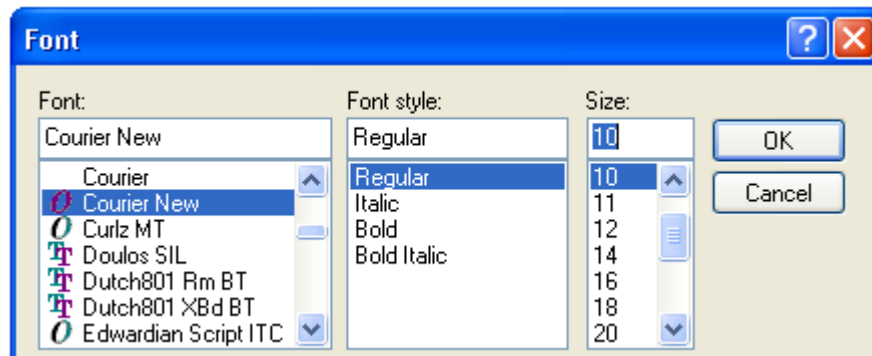 Font
Font: Font style: Size:
Courier New Regular 10 OK
Courier Regular 10 Cancel
Courier New Italic 11
Curlz MT Bold 12
Doulos SIL Bold Italic 14
Dutch801 Rm BT 16
Dutch801 XBd BT 18
Edwardian Script ITC 20